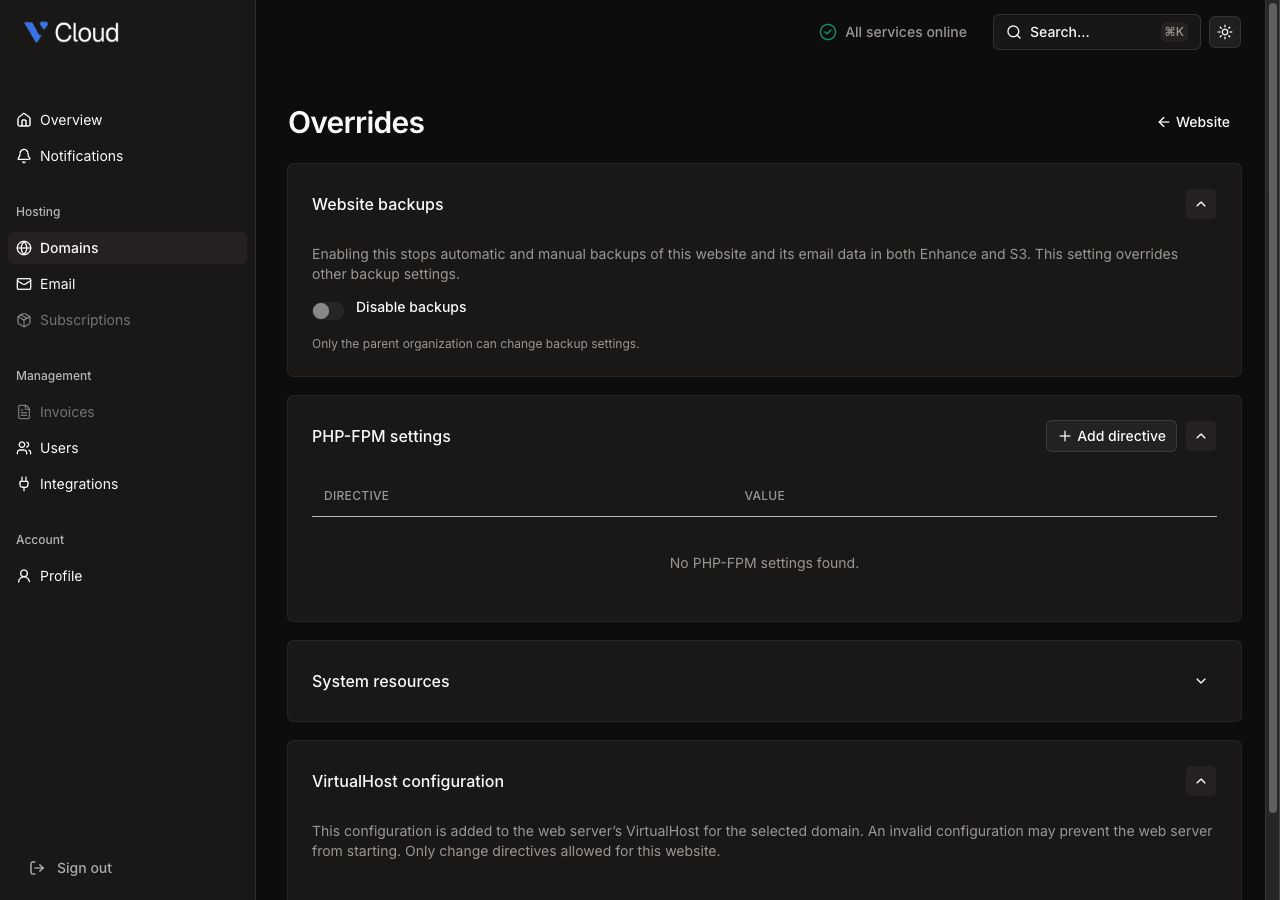 Cloud
All services online
Search...
⌘K
Overview
Notifications
Hosting
Domains
Email
Subscriptions
Management
Invoices
Users
Integrations
Account
Profile
Sign out
Overrides
Website
Website backups
Enabling this stops automatic and manual backups of this website and its email data in both Enhance and S3. This setting overrides
other backup settings.
Disable backups
Only the parent organization can change backup settings.
PHP-FPM settings
Add directive
DIRECTIVE
VALUE
No PHP-FPM settings found.
System resources
VirtualHost configuration
This configuration is added to the web server’s VirtualHost for the selected domain. An invalid configuration may prevent the web server
from starting. Only change directives allowed for this website.